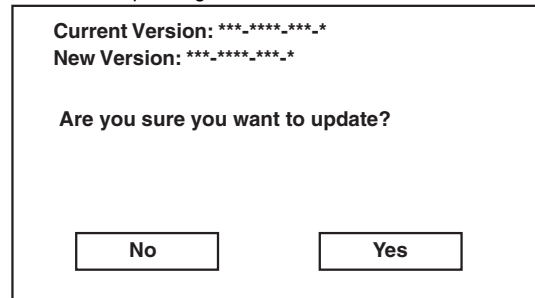 Current Version: ***-****-***-*
New Version: ***-****-***-*
Are you sure you want to update?
No
Yes